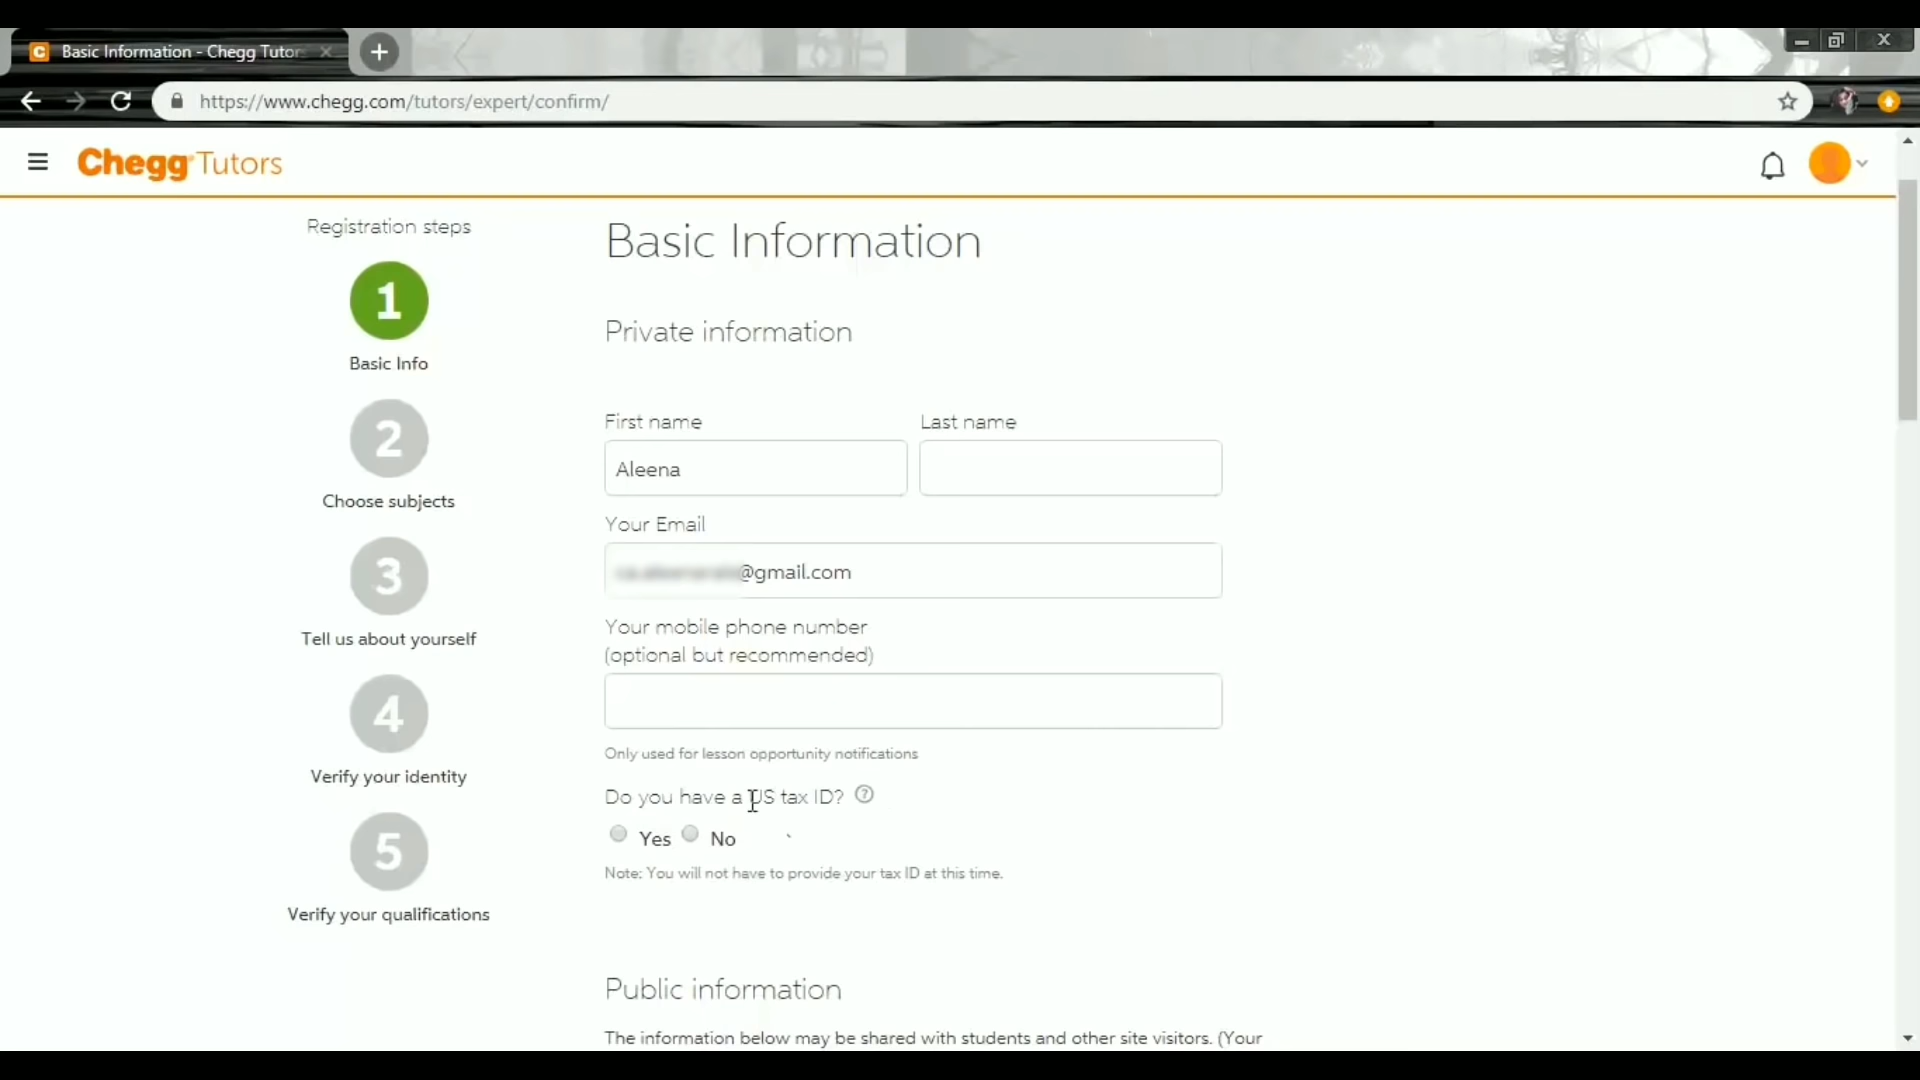 Basic Information - Chegg Tutor
https://www.chegg.com/tutors/expert/confirm/
Chegg Tutors
Registration steps
1
Basic Info
2
Choose subjects
3
Tell us about yourself
4
Verify your identity
5
Verify your qualifications
Basic Information
Private information
First name
Last name
Aleena
Your Email
@gmail.com
Your mobile phone number
(optional but recommended)
Only used for lesson opportunity notifications
Do you have a US tax ID? ?
Yes No
Note: You will not have to provide your tax ID at this time.
Public information
The information below may be shared with students and other site visitors. (Your